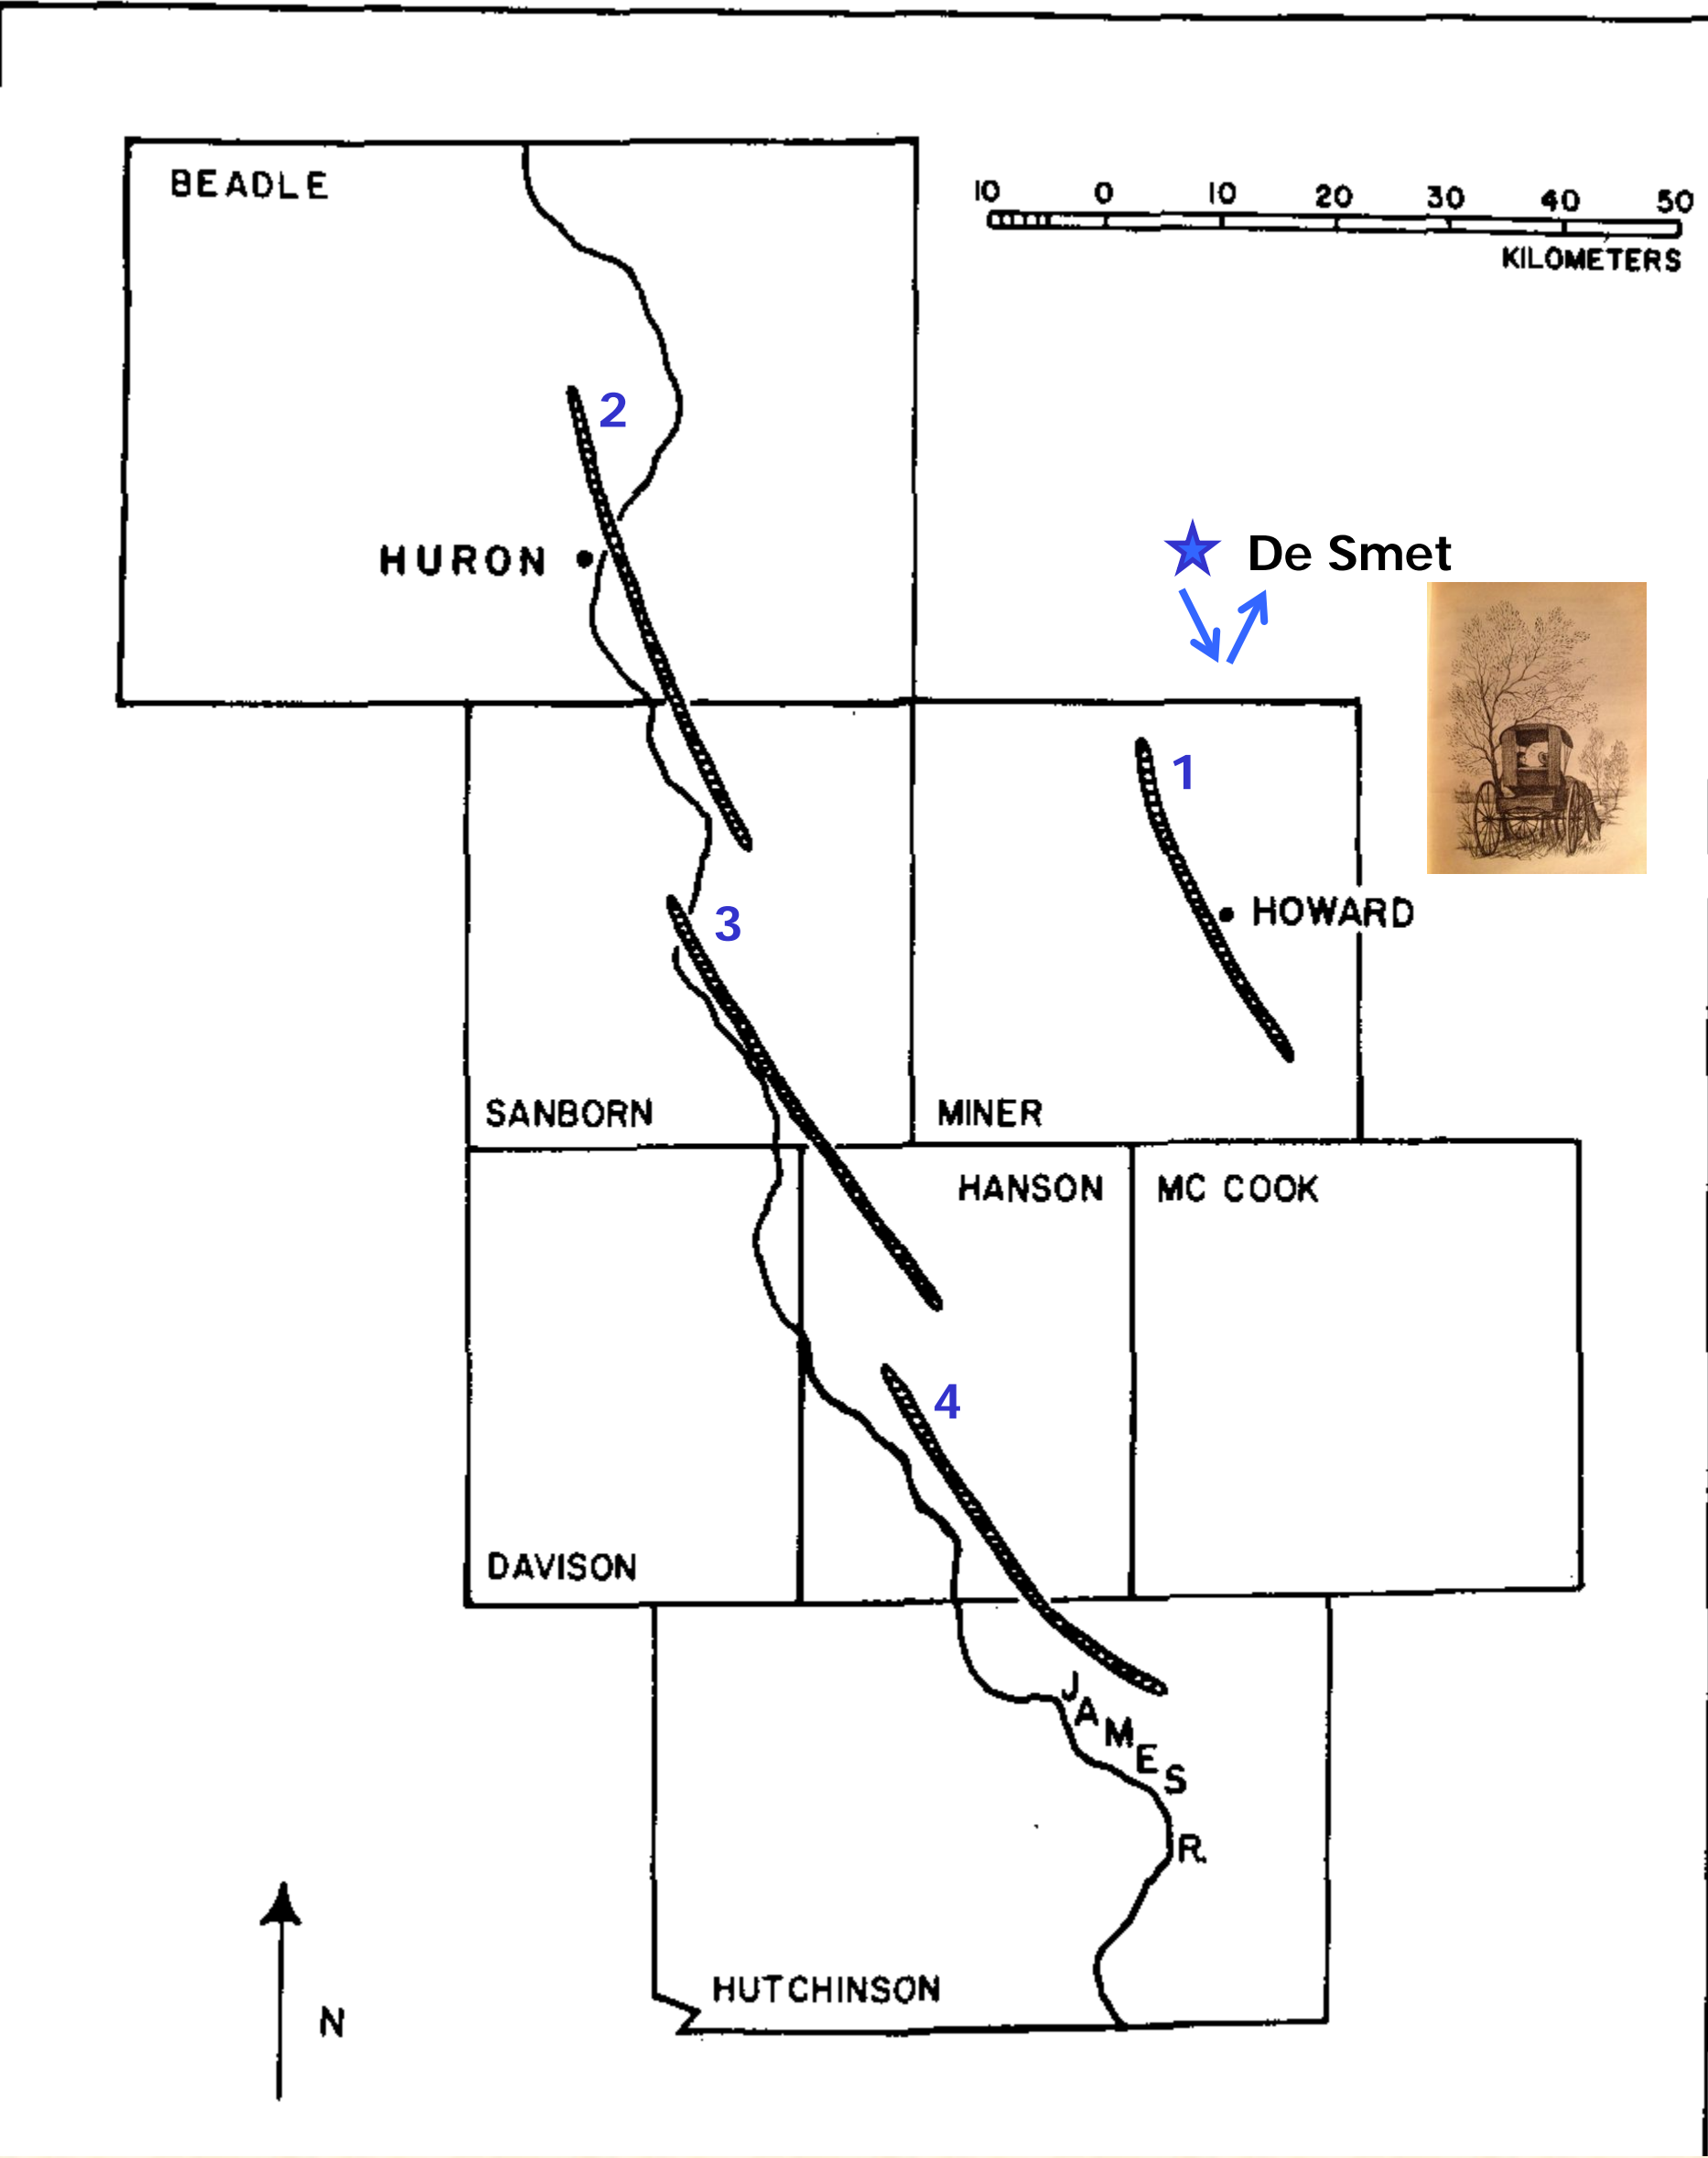 BEADLE
10 0 10 20 30 40 50
KILOMETERS
2
HURON
De Smet
1
3
HOWARD
SANBORN
MINER
HANSON
MC COOK
4
DAVISON
JAMES R.
HUTCHINSON
N